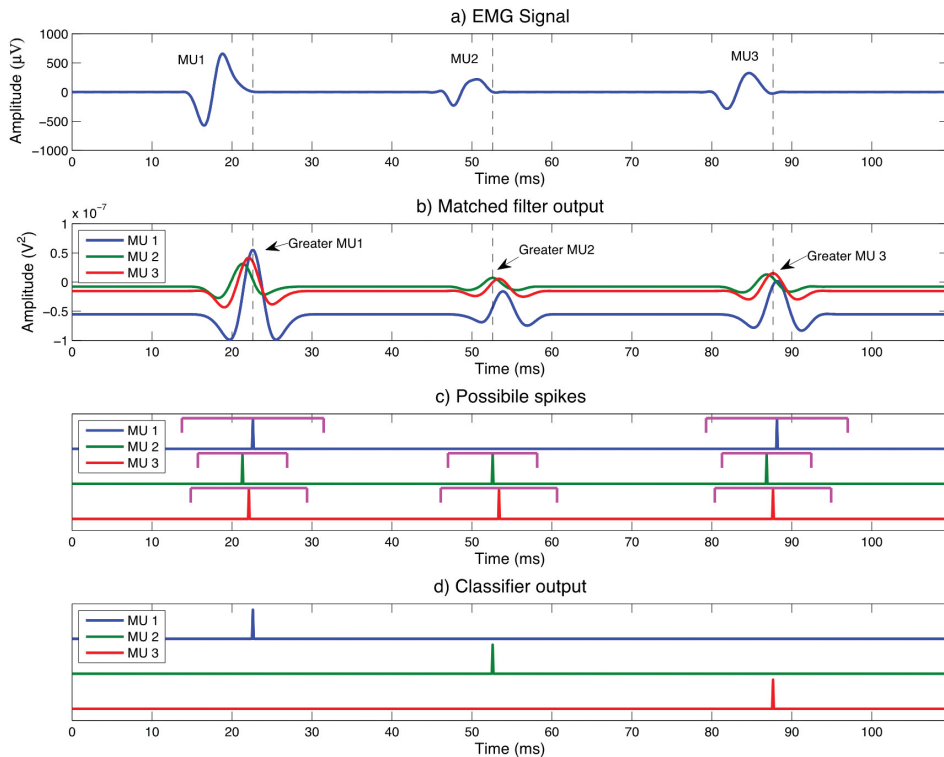 a) EMG Signal
1000
500
0
−500
−1000
Amplitude (µV)
MU1
MU2
MU3
0 10 20 30 40 50 60 70 80 90 100
Time (ms)
b) Matched filter output
x 10⁻⁷
1
0.5
0
−0.5
−1
Amplitude (V²)
MU 1
MU 2
MU 3
Greater MU1
Greater MU2
Greater MU 3
0 10 20 30 40 50 60 70 80 90 100
Time (ms)
c) Possibile spikes
MU 1
MU 2
MU 3
0 10 20 30 40 50 60 70 80 90 100
Time (ms)
d) Classifier output
MU 1
MU 2
MU 3
0 10 20 30 40 50 60 70 80 90 100
Time (ms)